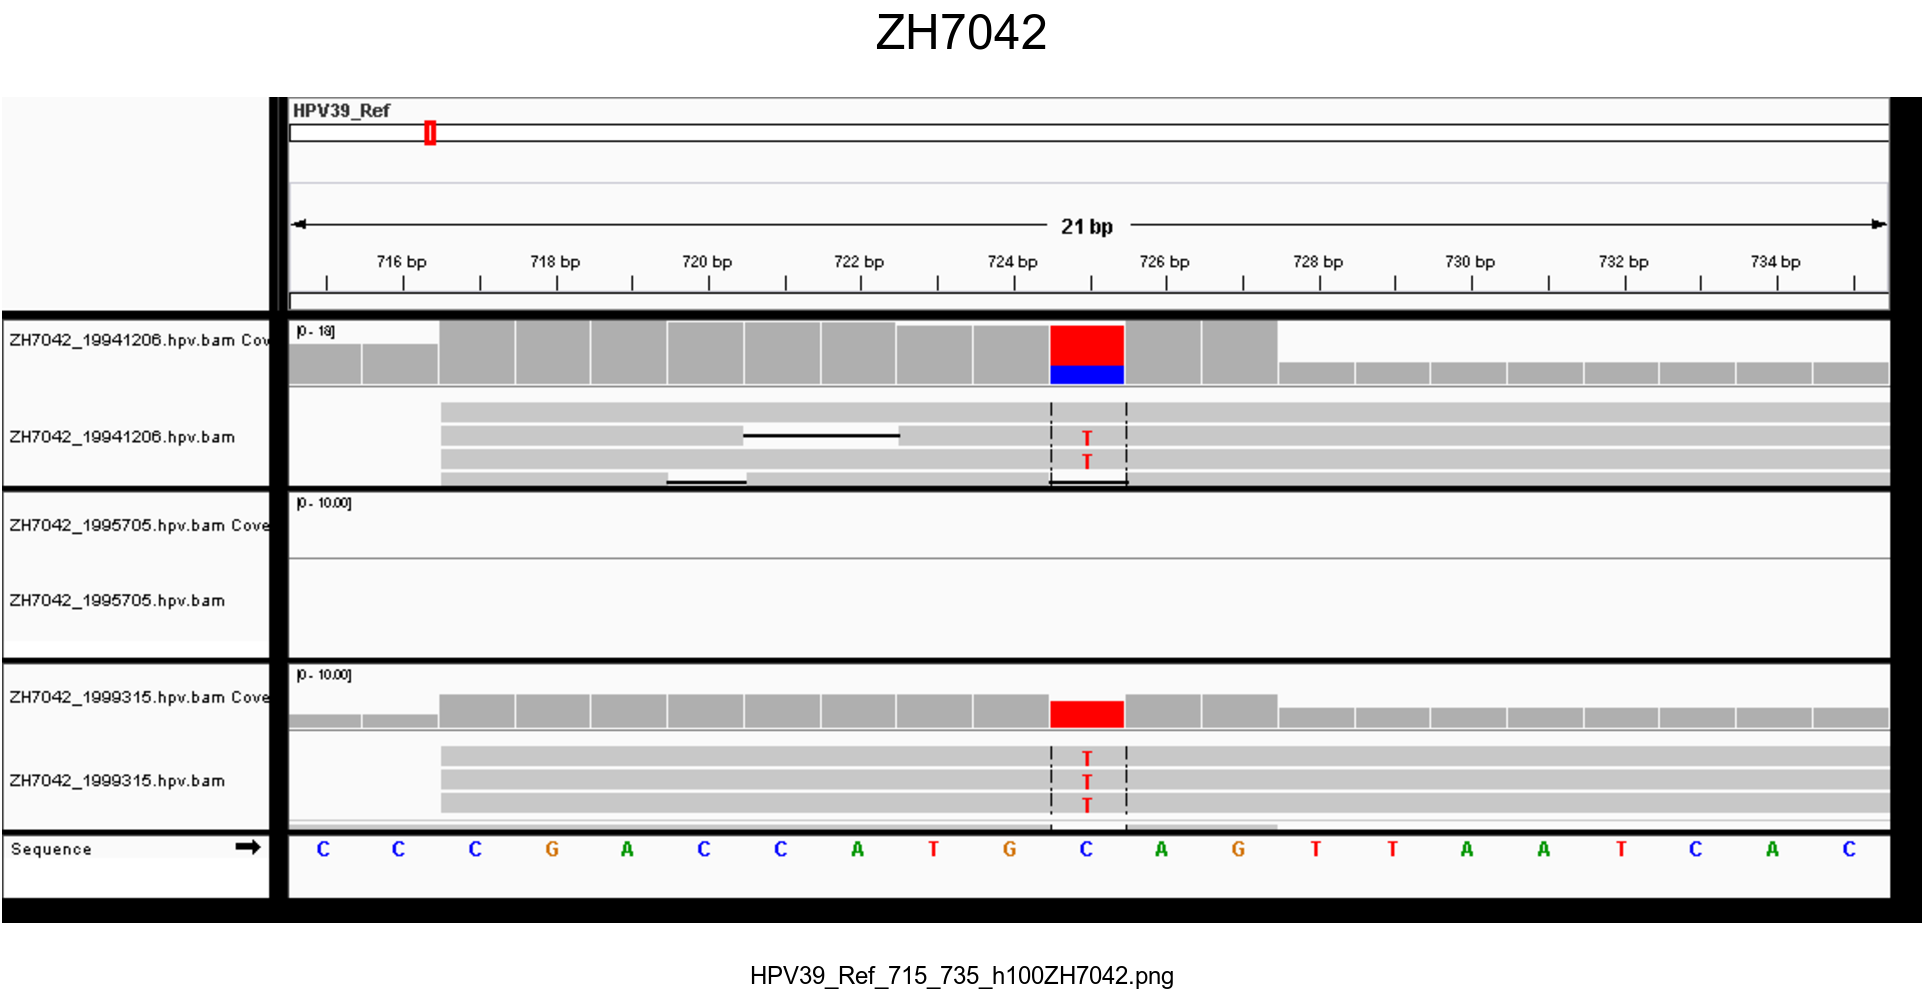 ZH7042
HPV39_Ref
21 bp
716 bp 718 bp 720 bp 722 bp 724 bp 726 bp 728 bp 730 bp 732 bp 734 bp
ZH7042_19941206.hpv.bam Cov
[0 - 18]
ZH7042_19941206.hpv.bam
T
T
ZH7042_1995705.hpv.bam Cove
[0 - 10.00]
ZH7042_1995705.hpv.bam
ZH7042_1999315.hpv.bam Cove
[0 - 10.00]
ZH7042_1999315.hpv.bam
T
T
T
Sequence C C C G A C C A T G C A G T T A A T C A C
HPV39_Ref_715_735_h100ZH7042.png